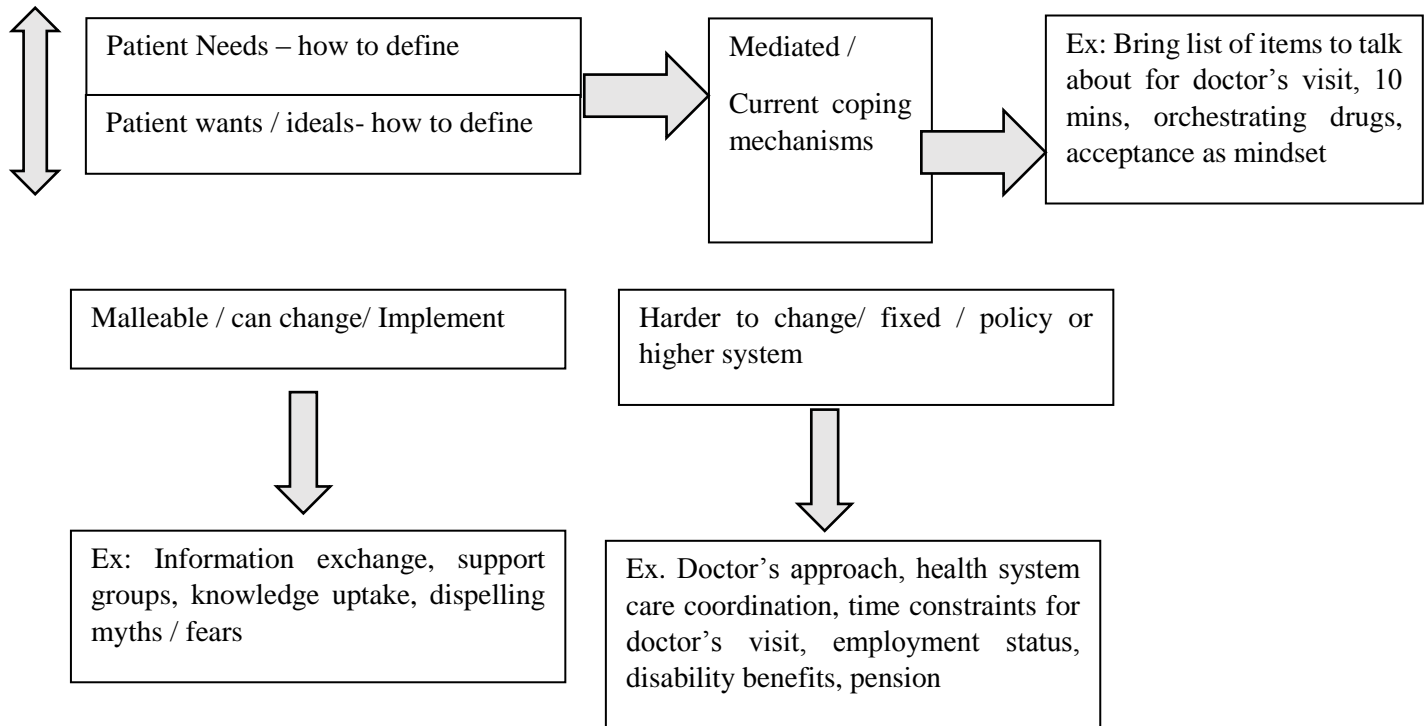 Patient Needs – how to define
Patient wants / ideals- how to define
Mediated /
Current coping
mechanisms
Ex: Bring list of items to talk
about for doctor’s visit, 10
mins, orchestrating drugs,
acceptance as mindset
Malleable / can change/ Implement
Harder to change/ fixed / policy or
higher system
Ex: Information exchange, support
groups, knowledge uptake, dispelling
myths / fears
Ex. Doctor’s approach, health system
care coordination, time constraints for
doctor’s visit, employment status,
disability benefits, pension